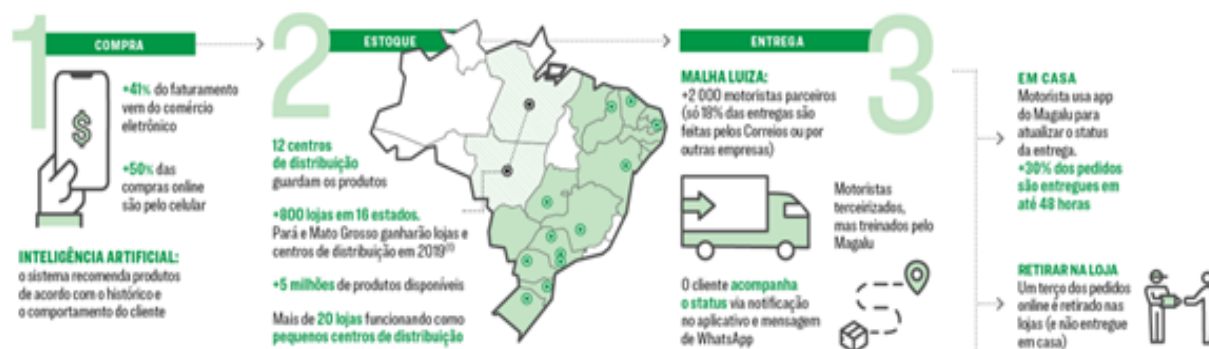 1
COMPRA
+41% do faturamento
vem do comércio
eletrônico
+50% das
compras online
são pelo celular
INTELIGÊNCIA ARTIFICIAL:
o sistema recomenda produtos
de acordo com o histórico e
o comportamento do cliente
2
ESTOQUE
12 centros
de distribuição
guardam os produtos
+800 lojas em 16 estados.
Pará e Mato Grosso ganharão lojas e
centros de distribuição em 2019(1)
+5 milhões de produtos disponíveis
Mais de 20 lojas funcionando como
pequenos centros de distribuição
ENTREGA
3
MALHA LUIZA:
+2 000 motoristas parceiros
(só 18% das entregas são
feitas pelos Correios ou por
outras empresas)
Motoristas
terceirizados,
mas treinados pelo
Magalu
O cliente acompanha
o status via notificação
no aplicativo e mensagem
de WhatsApp
EM CASA
Motorista usa app
do Magalu para
atualizar o status
da entrega.
+30% dos pedidos
são entregues em
até 48 horas
RETIRAR NA LOJA
Um terço dos pedidos
online é retirado nas
lojas (e não entregue
em casa)